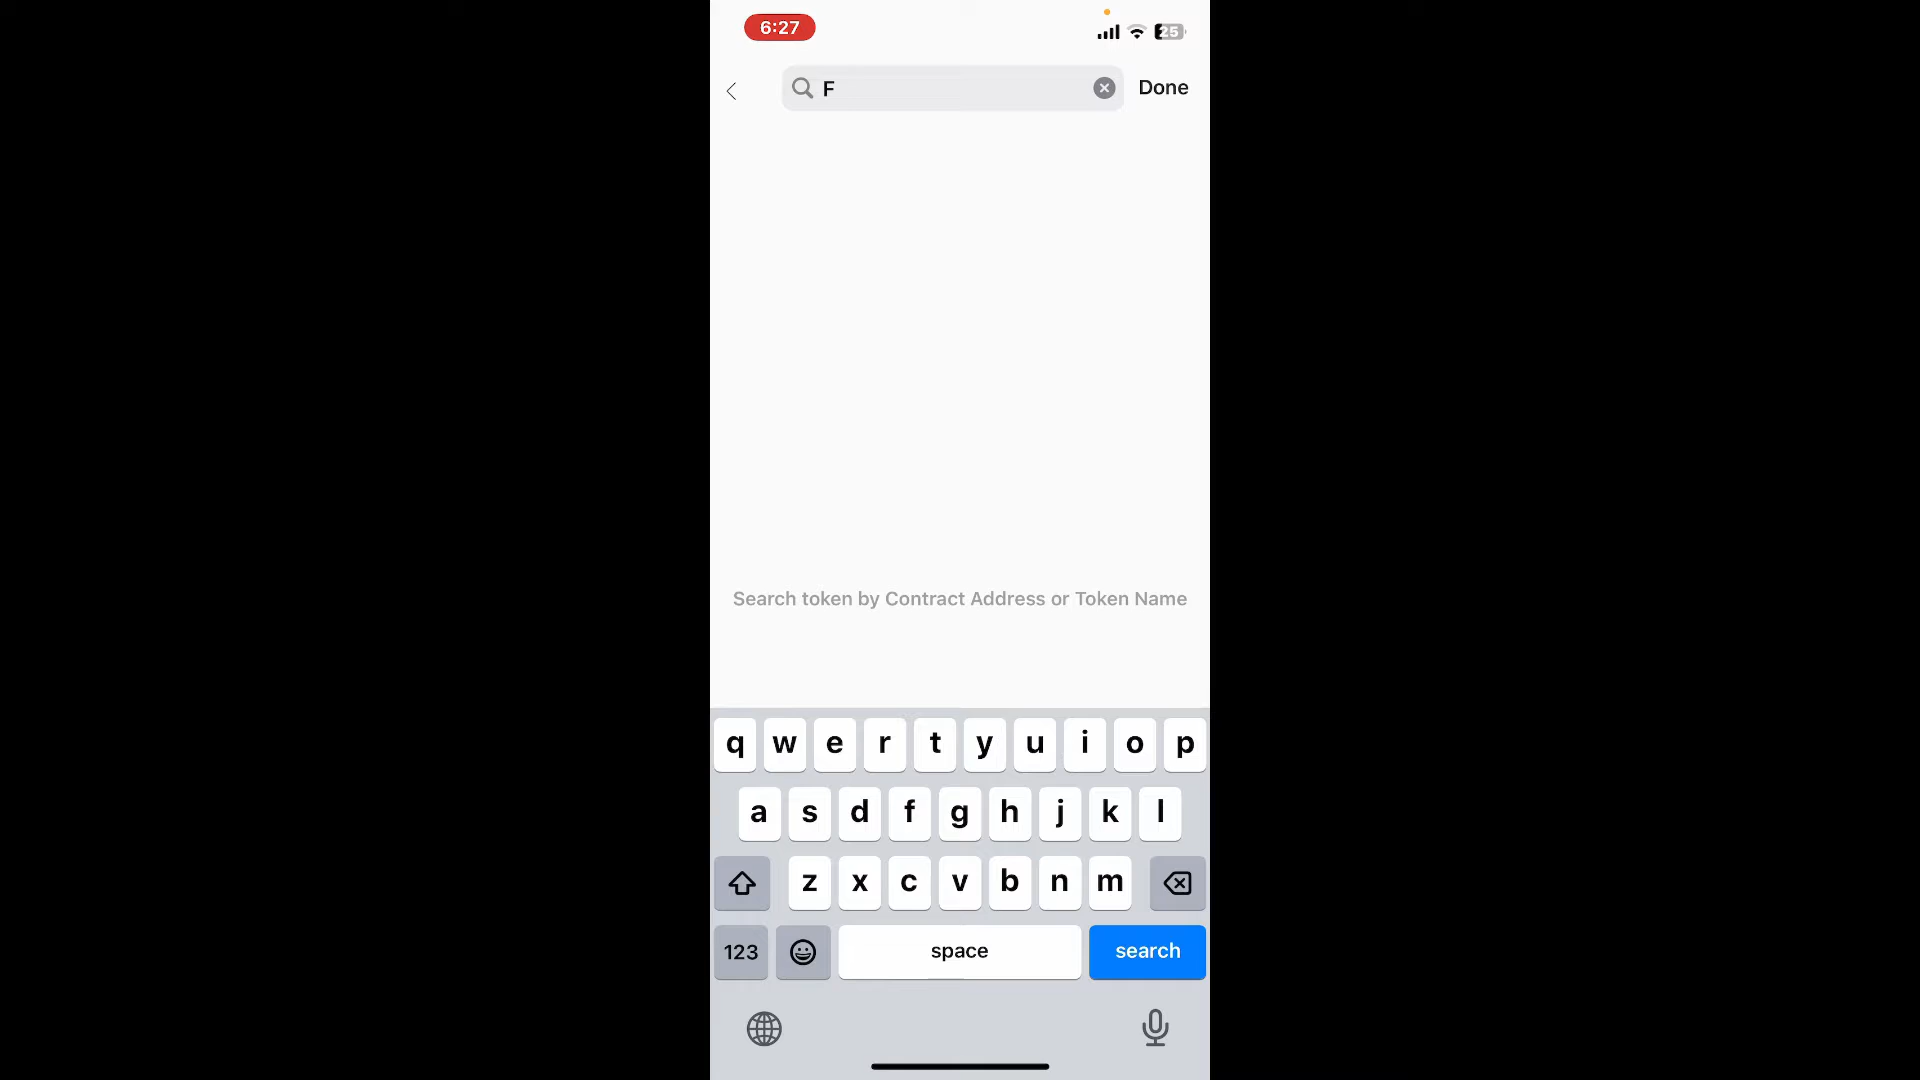 6:27
25
F
Done
Search token by Contract Address or Token Name
q w e r t y u i o p
a s d f g h j k l
z x c v b n m
123
space
search